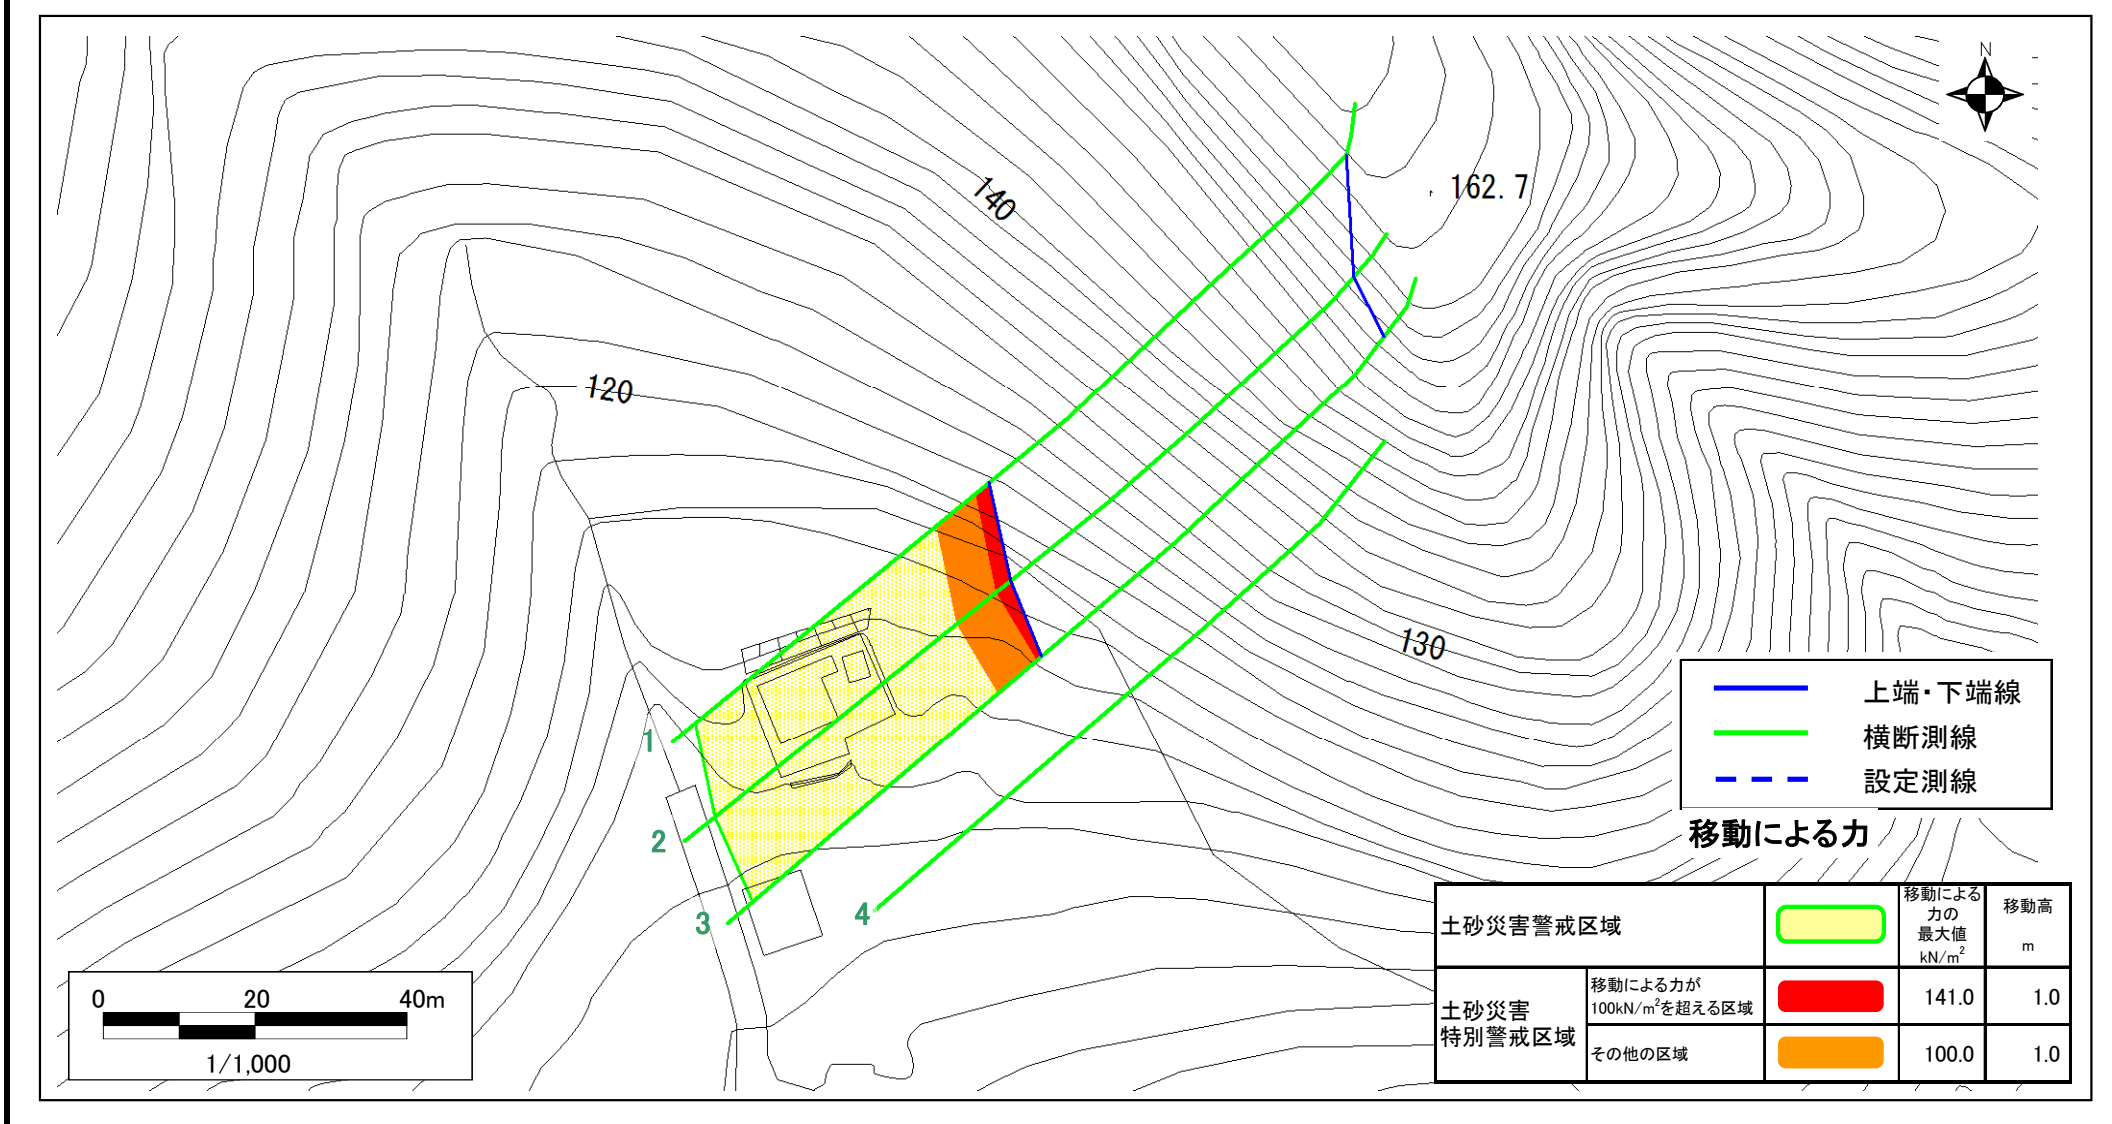 N
140
162.7
120
130
1
2
3
4
上端・下端線
横断測線
設定測線
移動による力
土砂災害警戒区域
移動による
力の
最大値
kN/m²
移動高
m
土砂災害
特別警戒区域
移動による力が
100kN/m²を超える区域
141.0
1.0
その他の区域
100.0
1.0
0 20 40m
1/1,000